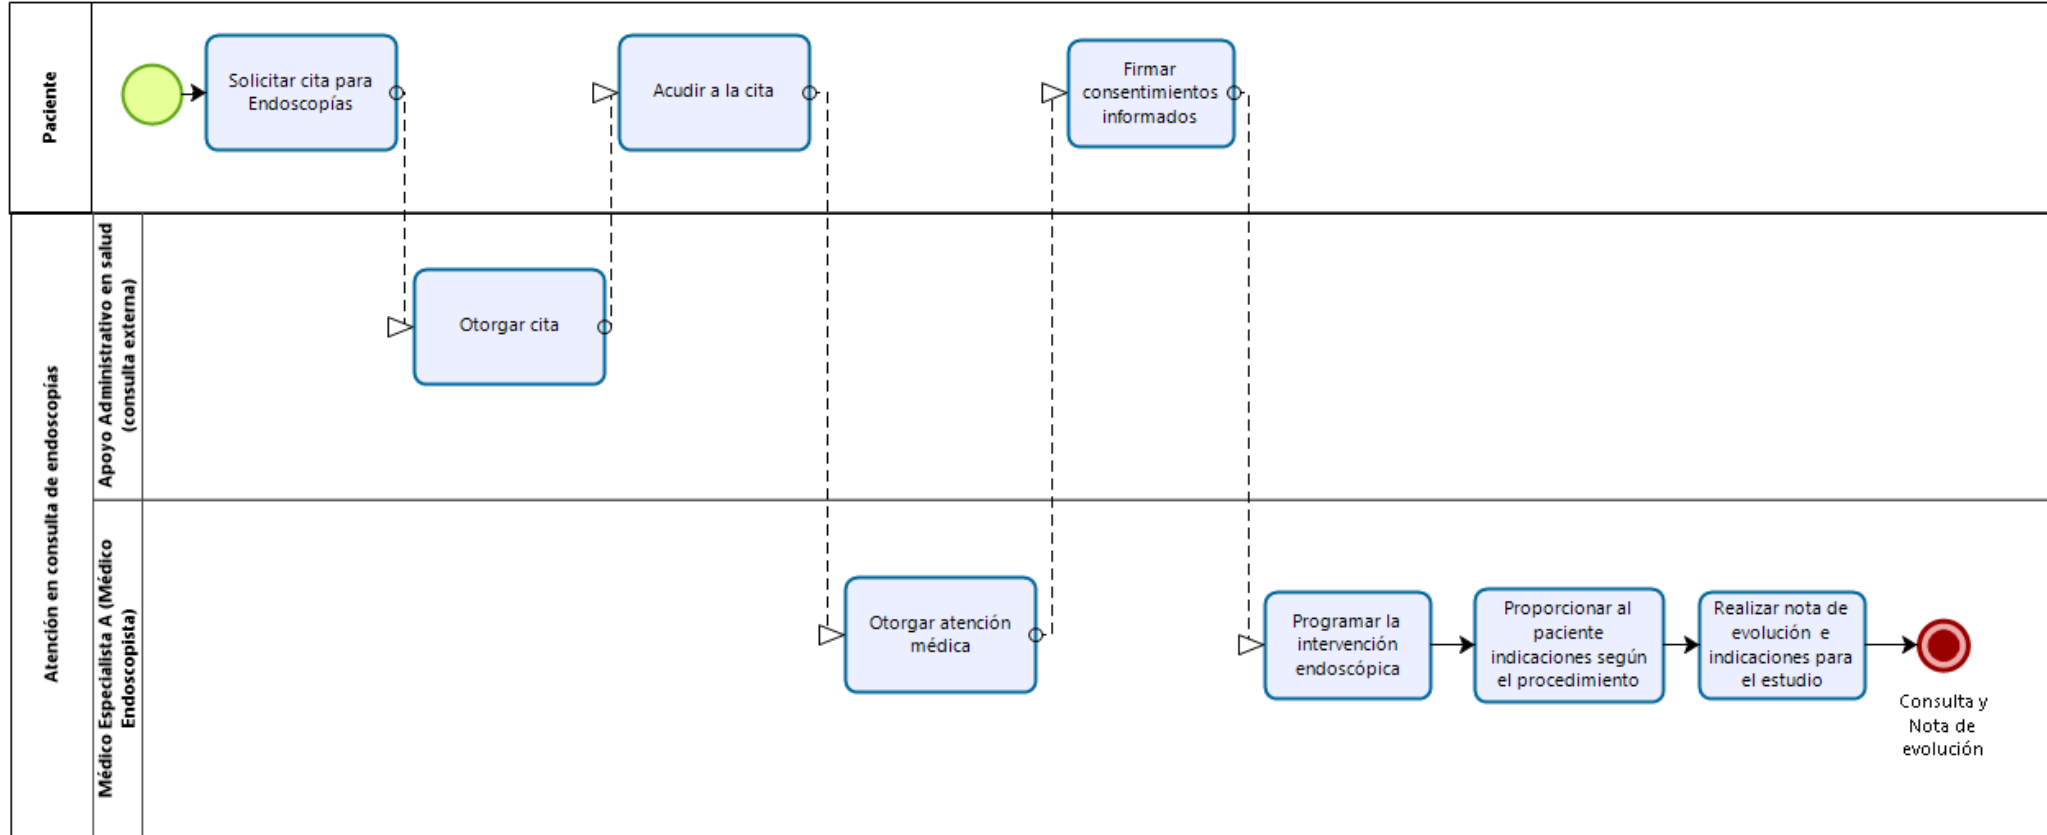 Paciente
Solicitar cita para
Endoscopías
Acudir a la cita
Firmar
consentimientos
informados
Atención en consulta de endoscopías
Apoyo Administrativo en salud
(consulta externa)
Otorgar cita
Médico Especialista A (Médico
Endoscopista)
Otorgar atención
médica
Programar la
intervención
endoscópica
Proporcionar al
paciente
indicaciones según
el procedimiento
Realizar nota de
evolución e
indicaciones para
el estudio
Consulta y
Nota de
evolución